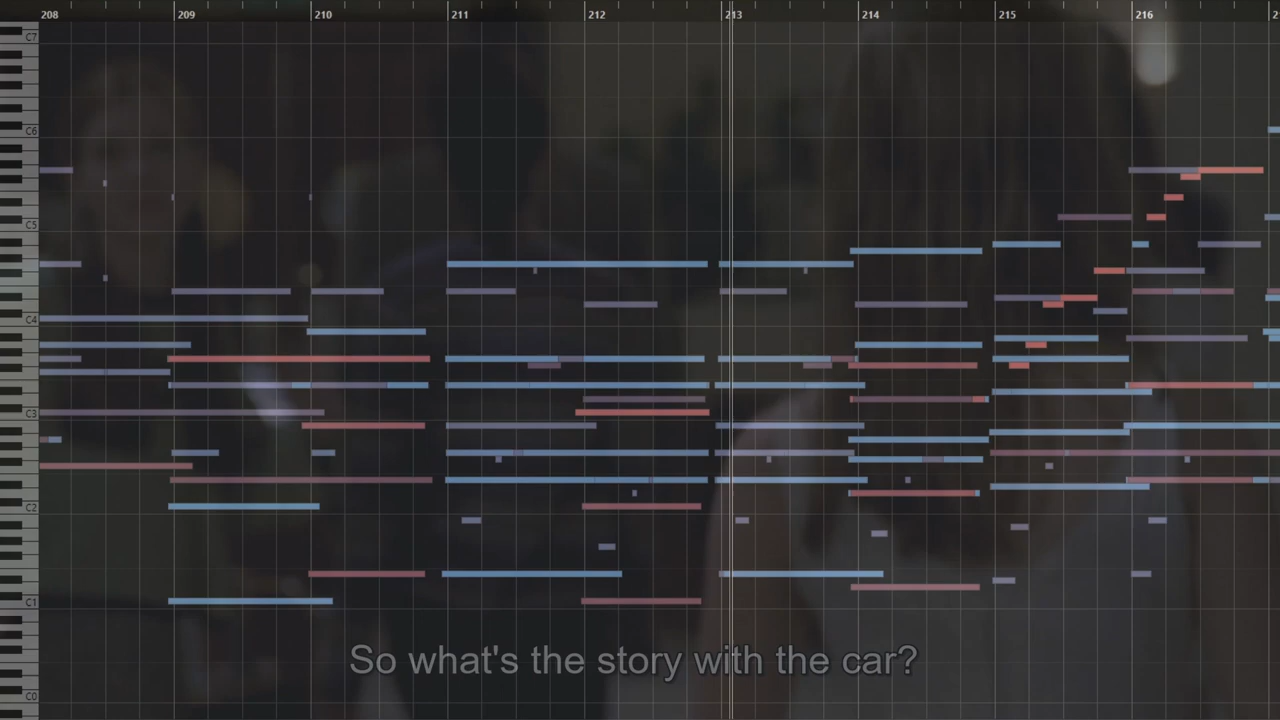 208 209 210 211 212 213 214 215 216
C7
C6
C5
C4
C3
C2
C1
C0
So what's the story with the car?